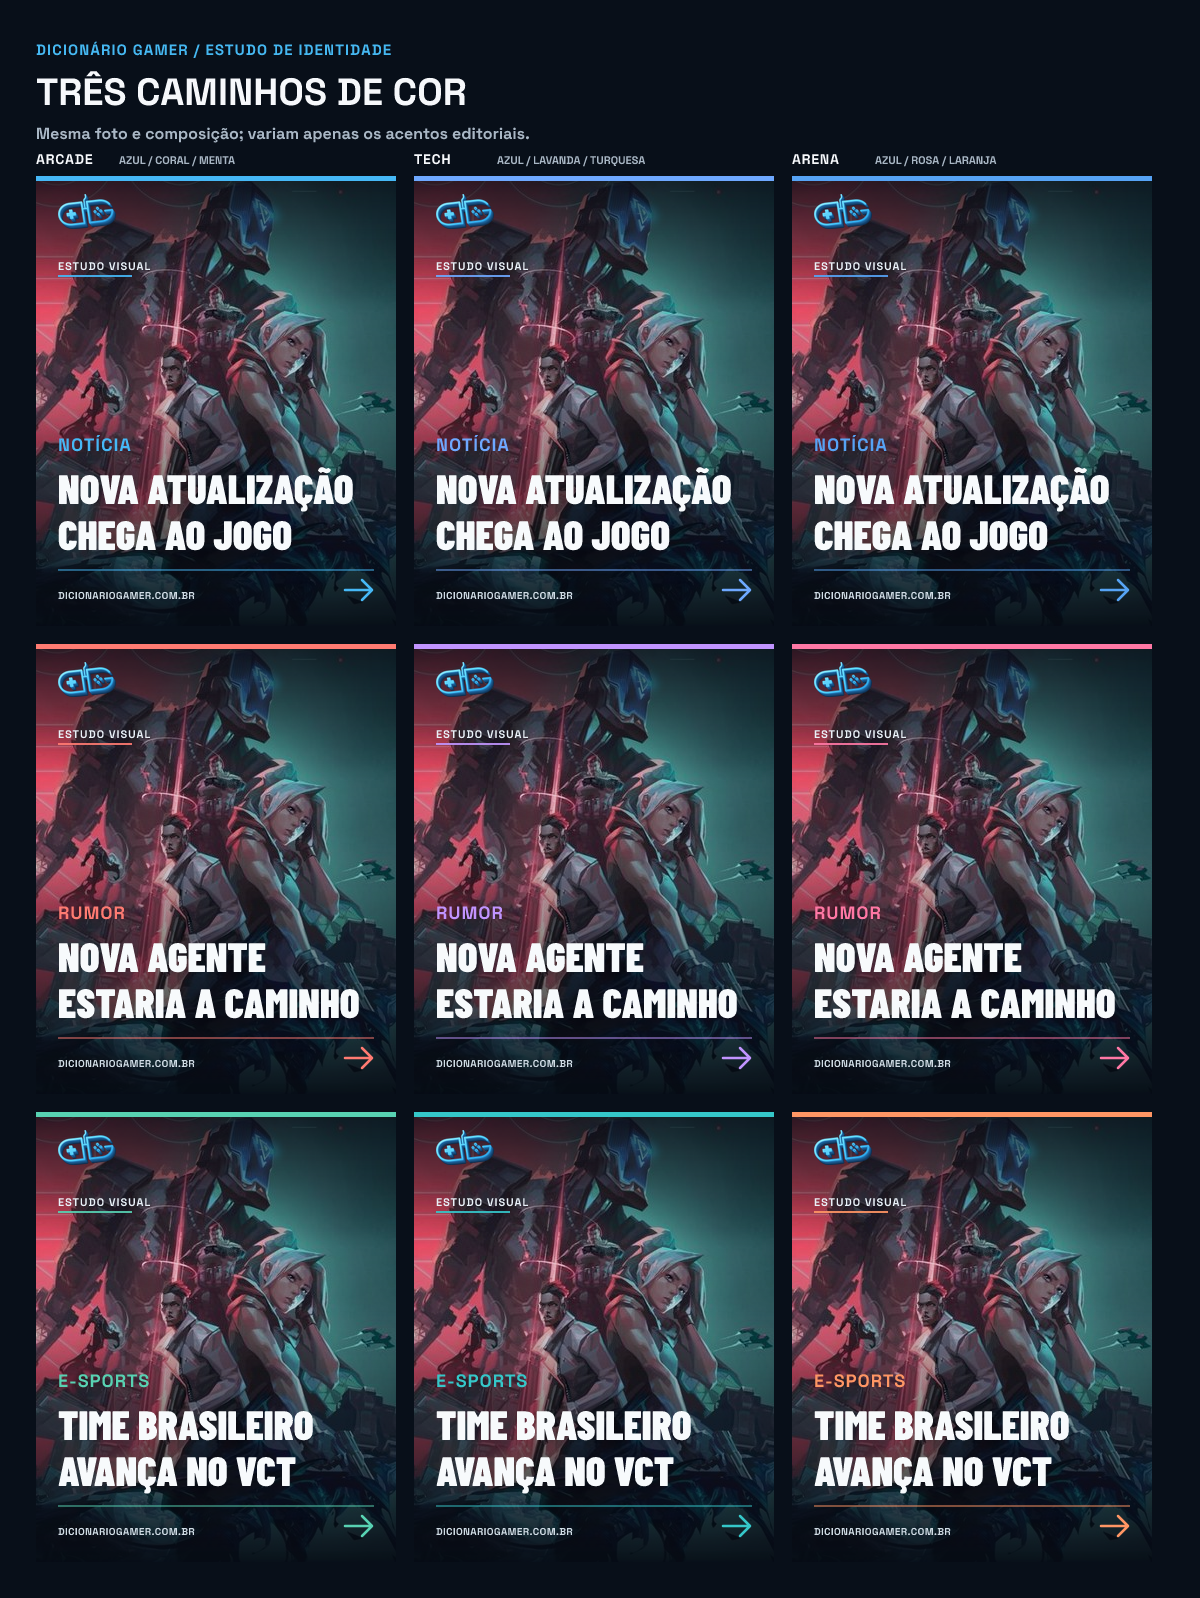 DICIONÁRIO GAMER / ESTUDO DE IDENTIDADE
TRÊS CAMINHOS DE COR
Mesma foto e composição; variam apenas os acentos editoriais.
ARCADE AZUL / CORAL / MENTA
TECH AZUL / LAVANDA / TURQUESA
ARENA AZUL / ROSA / LARANJA
ESTUDO VISUAL
NOTÍCIA
NOVA ATUALIZAÇÃO
CHEGA AO JOGO
DICIONARIOGAMER.COM.BR
ESTUDO VISUAL
NOTÍCIA
NOVA ATUALIZAÇÃO
CHEGA AO JOGO
DICIONARIOGAMER.COM.BR
ESTUDO VISUAL
NOTÍCIA
NOVA ATUALIZAÇÃO
CHEGA AO JOGO
DICIONARIOGAMER.COM.BR
ESTUDO VISUAL
RUMOR
NOVA AGENTE
ESTARIA A CAMINHO
DICIONARIOGAMER.COM.BR
ESTUDO VISUAL
RUMOR
NOVA AGENTE
ESTARIA A CAMINHO
DICIONARIOGAMER.COM.BR
ESTUDO VISUAL
RUMOR
NOVA AGENTE
ESTARIA A CAMINHO
DICIONARIOGAMER.COM.BR
ESTUDO VISUAL
E-SPORTS
TIME BRASILEIRO
AVANÇA NO VCT
DICIONARIOGAMER.COM.BR
ESTUDO VISUAL
E-SPORTS
TIME BRASILEIRO
AVANÇA NO VCT
DICIONARIOGAMER.COM.BR
ESTUDO VISUAL
E-SPORTS
TIME BRASILEIRO
AVANÇA NO VCT
DICIONARIOGAMER.COM.BR